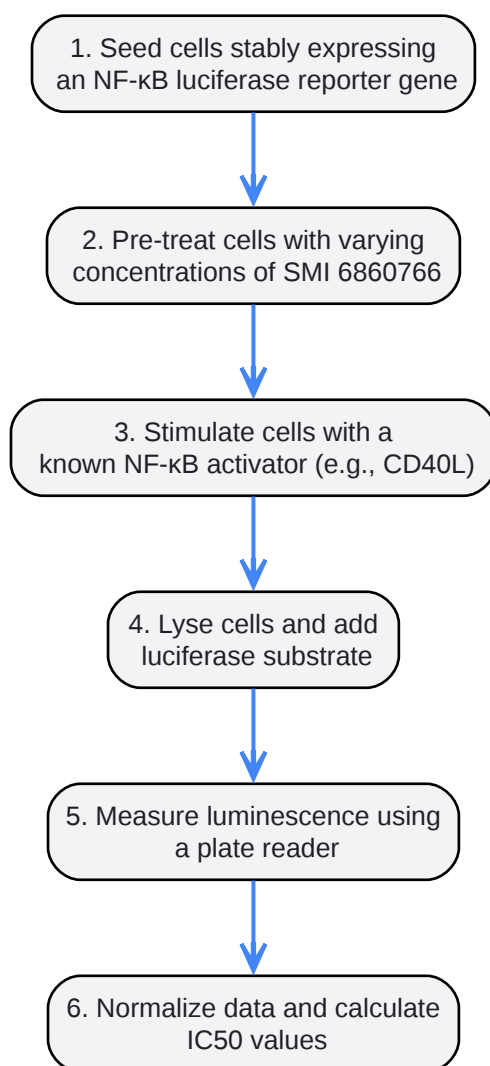 1. Seed cells stably expressing
an NF-κB luciferase reporter gene
2. Pre-treat cells with varying
concentrations of SMI 6860766
3. Stimulate cells with a
known NF-κB activator (e.g., CD40L)
4. Lyse cells and add
luciferase substrate
5. Measure luminescence using
a plate reader
6. Normalize data and calculate
IC50 values